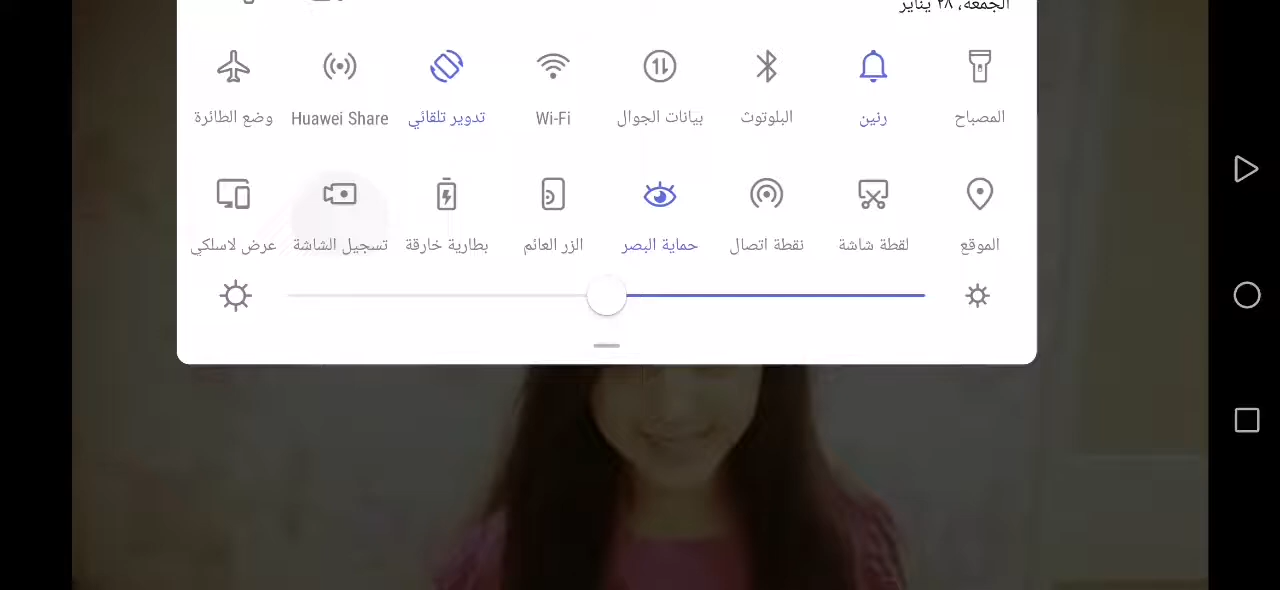 الجمعة، ٢٨ يناير
المصباح رنين البلوتوث بيانات الجوال Wi-Fi تدوير تلقائي Huawei Share وضع الطائرة
الموقع لقطة شاشة نقطة اتصال حماية البصر الزر العائم بطارية خارقة تسجيل الشاشة عرض لاسلكي